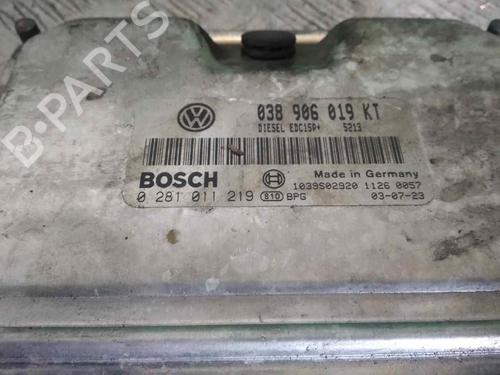 038 906 019 KT
DIESEL EDC15P+ 5213
BOSCH
Made in Germany
1039S02920 1126 0057
0 281 011 219 810 BPG 03-07-23
B-PARTS